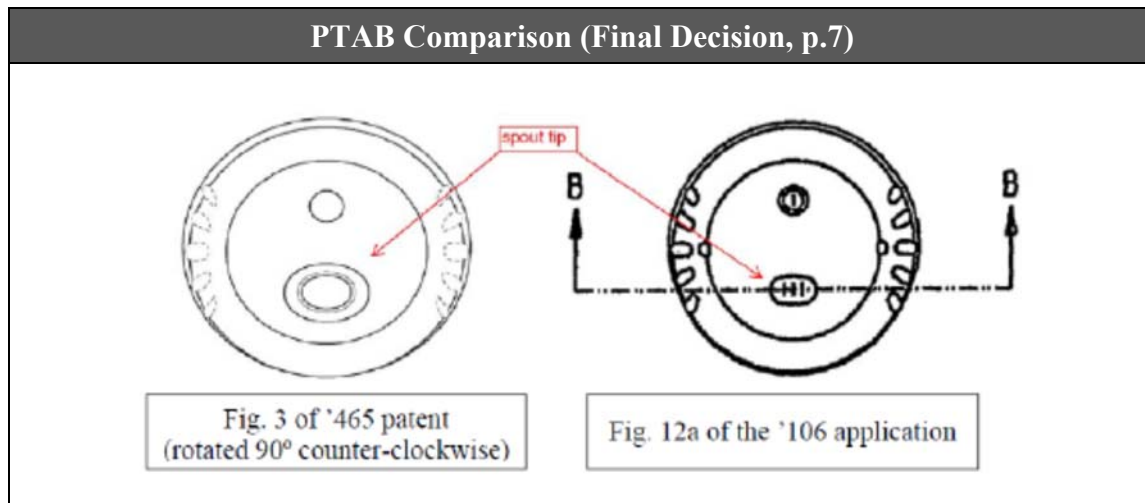 PTAB Comparison (Final Decision, p.7)
spout tip
B
B
Fig. 3 of ’465 patent
(rotated 90º counter-clockwise)
Fig. 12a of the ’106 application